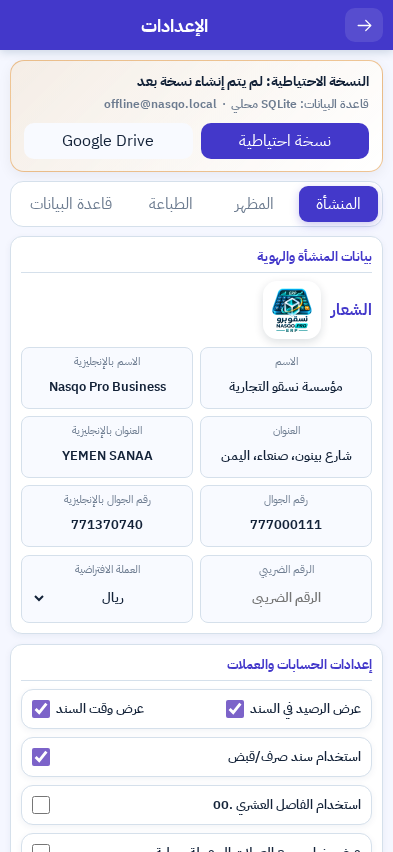 الإعدادات
النسخة الاحتياطية: لم يتم إنشاء نسخة بعد
قاعدة البيانات: SQLite محلي · offline@nasqo.local
نسخة احتياطية
Google Drive
المنشأة
المظهر
الطباعة
قاعدة البيانات
بيانات المنشأة والهوية
الشعار
نسقوبرو
NASQO PRO
ERP
الاسم
مؤسسة نسقو التجارية
الاسم بالإنجليزية
Nasqo Pro Business
العنوان
شارع بينون، صنعاء، اليمن
العنوان بالإنجليزية
YEMEN SANAA
رقم الجوال
777000111
رقم الجوال بالإنجليزية
771370740
الرقم الضريبي
الرقم الضريبي
العملة الافتراضية
ريال
إعدادات الحسابات والعملات
عرض الرصيد في السند
عرض وقت السند
استخدام سند صرف/قبض
استخدام الفاصل العشري .00